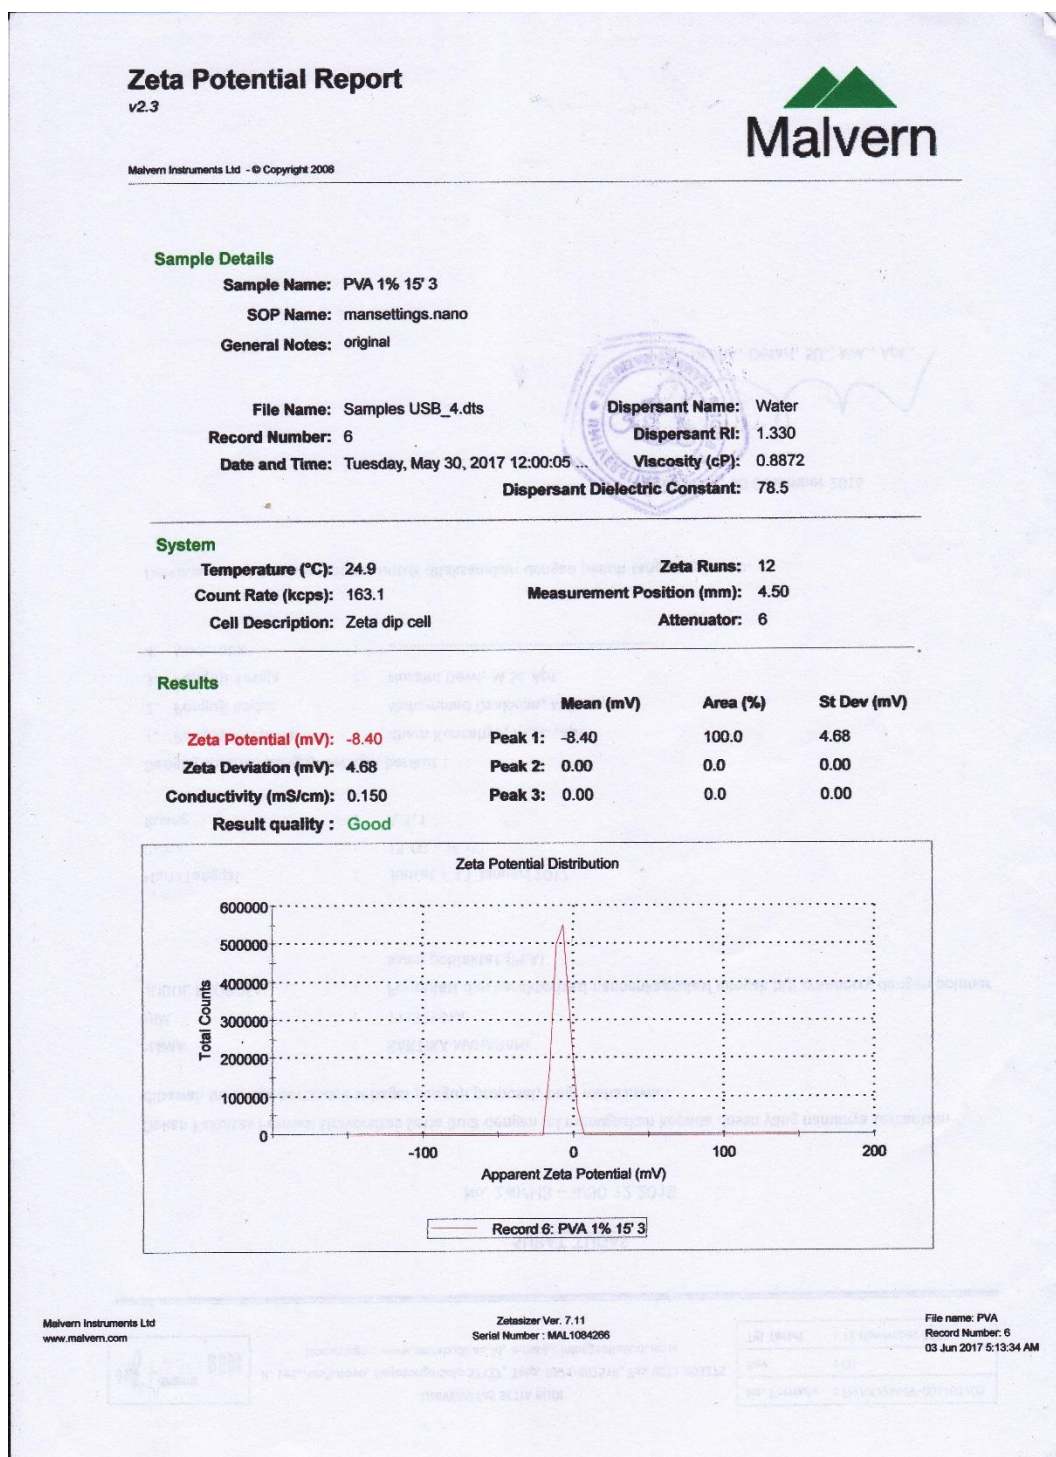 Zeta Potential Report
v2.3
Malvern
Malvern Instruments Ltd - © Copyright 2008
Sample Details
Sample Name: PVA 1% 15' 3
SOP Name: mansettings.nano
General Notes: original
File Name: Samples USB_4.dts Dispersant Name: Water
Record Number: 6 Dispersant RI: 1.330
Date and Time: Tuesday, May 30, 2017 12:00:05 ... Viscosity (cP): 0.8872
Dispersant Dielectric Constant: 78.5
System
Temperature (°C): 24.9 Zeta Runs: 12
Count Rate (kcps): 163.1 Measurement Position (mm): 4.50
Cell Description: Zeta dip cell Attenuator: 6
Results
Mean (mV) Area (%) St Dev (mV)
Zeta Potential (mV): -8.40 Peak 1: -8.40 100.0 4.68
Zeta Deviation (mV): 4.68 Peak 2: 0.00 0.0 0.00
Conductivity (mS/cm): 0.150 Peak 3: 0.00 0.0 0.00
Result quality : Good
Zeta Potential Distribution
600000
500000
400000
300000
200000
100000
0
Total Counts
-100 0 100 200
Apparent Zeta Potential (mV)
Record 6: PVA 1% 15' 3
Malvern Instruments Ltd
www.malvern.com
Zetasizer Ver. 7.11
Serial Number : MAL1084266
File name: PVA
Record Number: 6
03 Jun 2017 5:13:34 AM